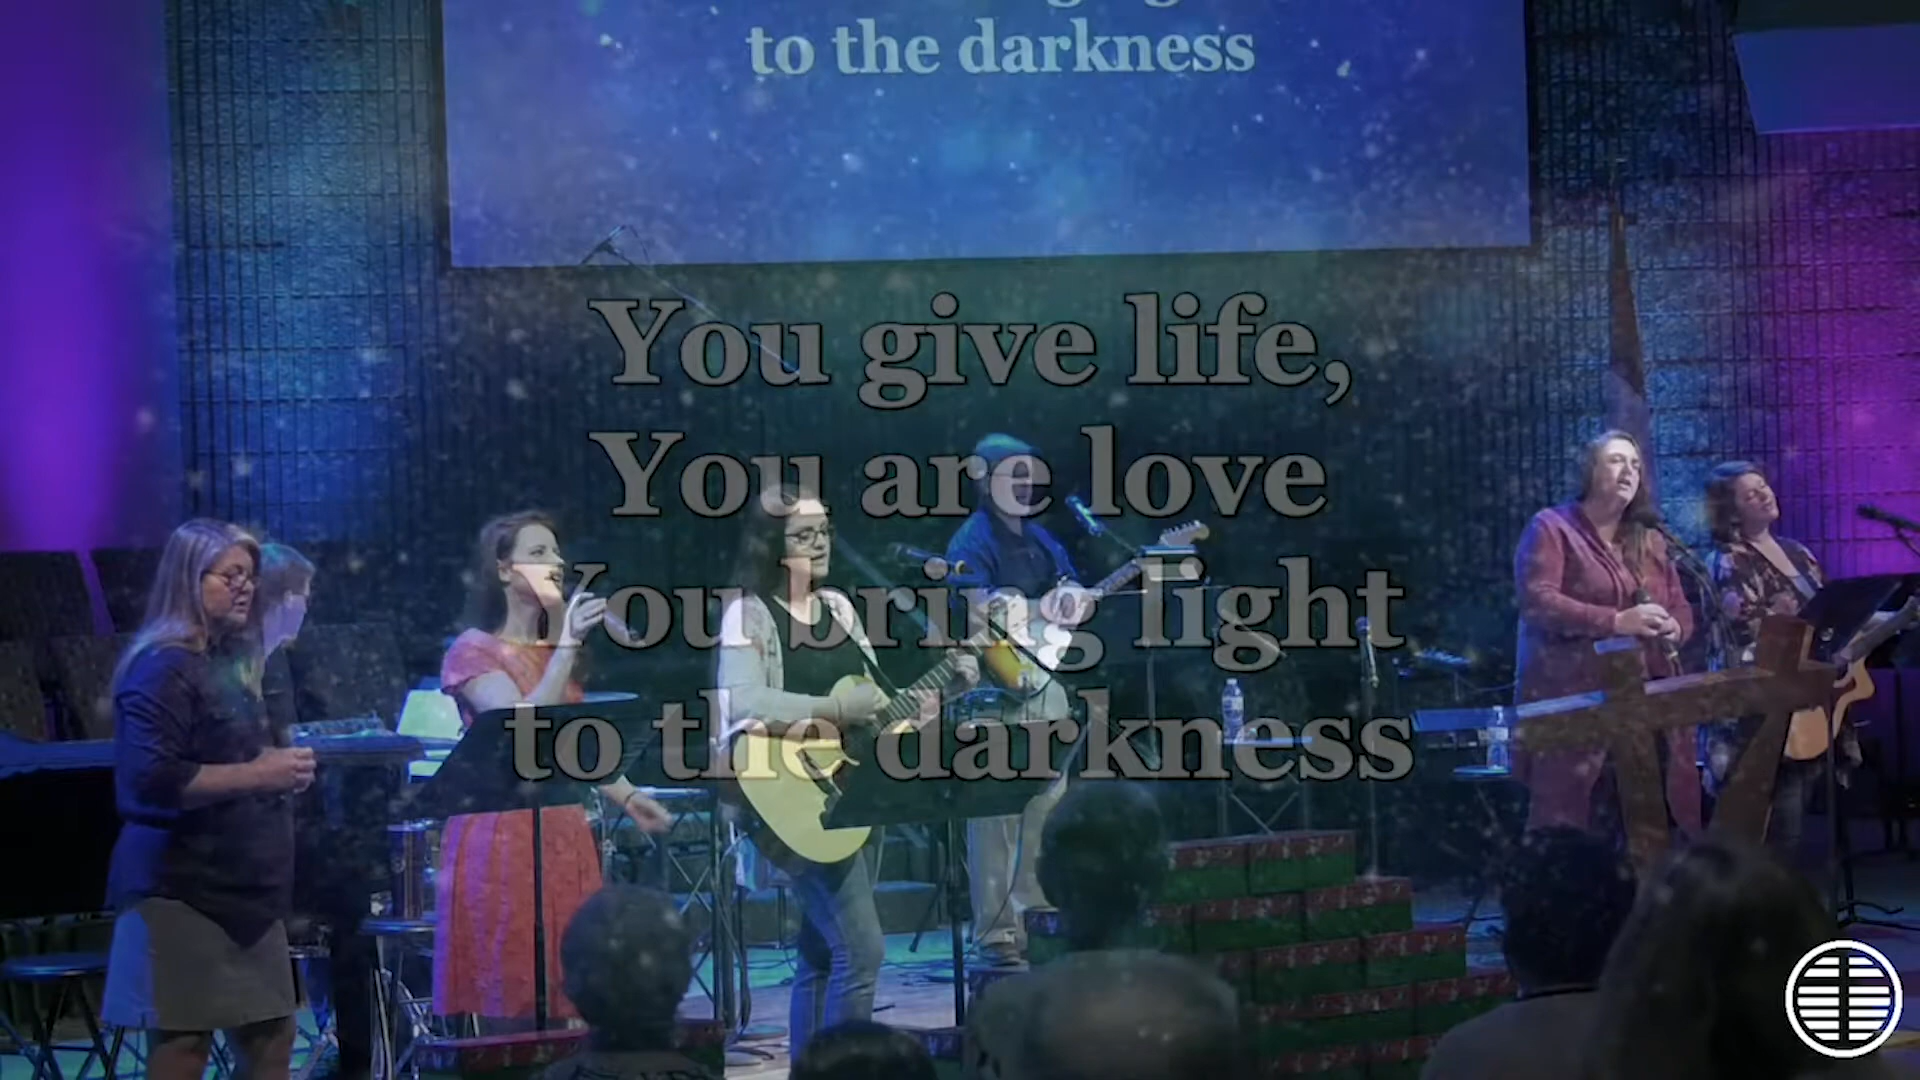 to the darkness
You give life,
You are love
You bring light
to the darkness